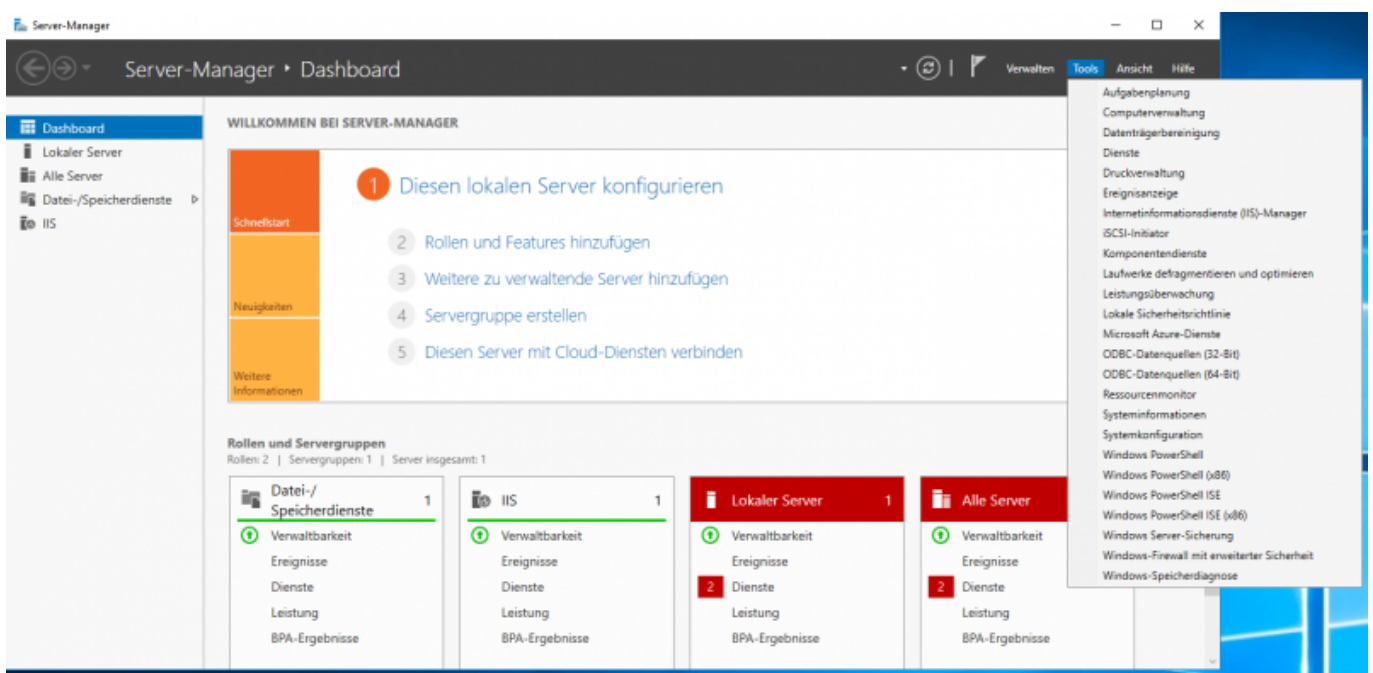 Server-Manager
Server-Manager ‣ Dashboard
Verwalten Tools Ansicht Hilfe
Dashboard
Lokaler Server
Alle Server
Datei-/Speicherdienste
IIS
WILLKOMMEN BEI SERVER-MANAGER
Schnellstart
Neuigkeiten
Weitere
Informationen
1 Diesen lokalen Server konfigurieren
2 Rollen und Features hinzufügen
3 Weitere zu verwaltende Server hinzufügen
4 Servergruppe erstellen
5 Diesen Server mit Cloud-Diensten verbinden
Rollen und Servergruppen
Rollen: 2 | Servergruppen: 1 | Server insgesamt: 1
Datei-/
Speicherdienste 1
Verwaltbarkeit
Ereignisse
Dienste
Leistung
BPA-Ergebnisse
IIS 1
Verwaltbarkeit
Ereignisse
Dienste
Leistung
BPA-Ergebnisse
Lokaler Server 1
Verwaltbarkeit
Ereignisse
2 Dienste
Leistung
BPA-Ergebnisse
Alle Server
Verwaltbarkeit
Ereignisse
2 Dienste
Leistung
BPA-Ergebnisse
Aufgabenplanung
Computerverwaltung
Datenträgerbereinigung
Dienste
Druckverwaltung
Ereignisanzeige
Internetinformationsdienste (IIS)-Manager
iSCSI-Initiator
Komponentendienste
Laufwerke defragmentieren und optimieren
Leistungsüberwachung
Lokale Sicherheitsrichtlinie
Microsoft Azure-Dienste
ODBC-Datenquellen (32-Bit)
ODBC-Datenquellen (64-Bit)
Ressourcenmonitor
Systeminformationen
Systemkonfiguration
Windows PowerShell
Windows PowerShell (x86)
Windows PowerShell ISE
Windows PowerShell ISE (x86)
Windows Server-Sicherung
Windows-Firewall mit erweiterter Sicherheit
Windows-Speicherdiagnose